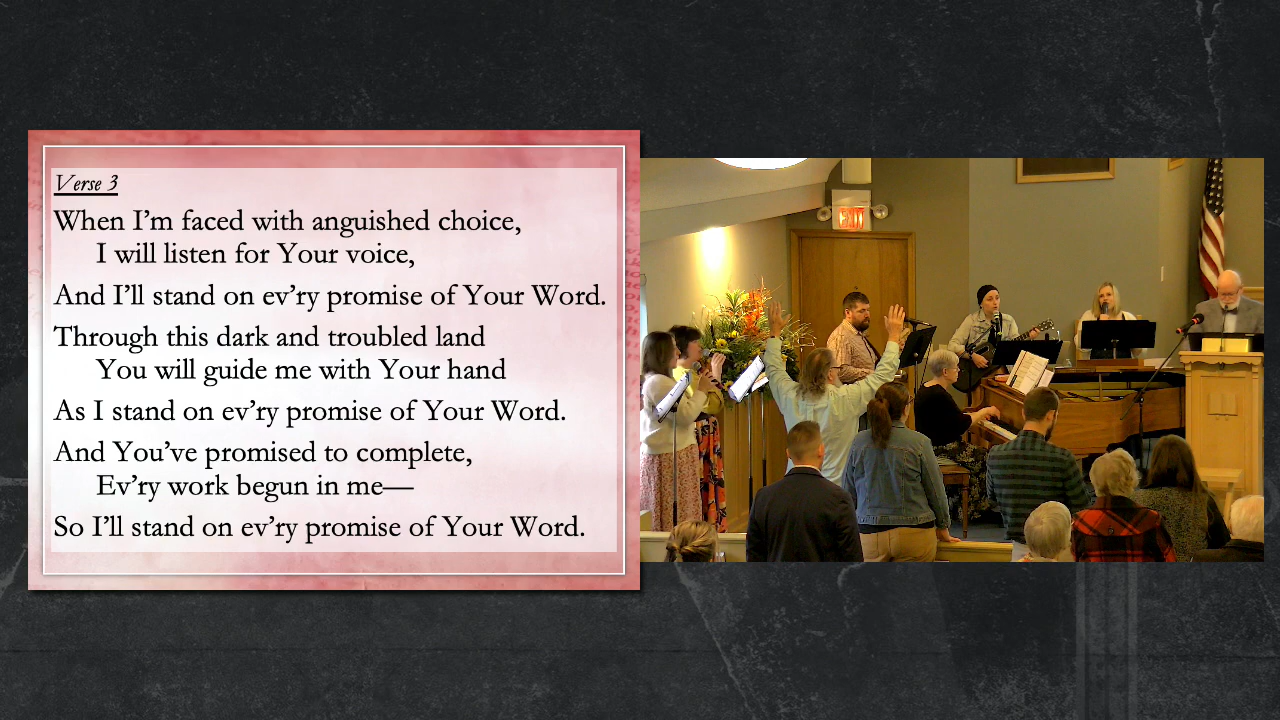 Verse 3
When I’m faced with anguished choice,
I will listen for Your voice,
And I’ll stand on ev’ry promise of Your Word.
Through this dark and troubled land
You will guide me with Your hand
As I stand on ev’ry promise of Your Word.
And You’ve promised to complete,
Ev’ry work begun in me—
So I’ll stand on ev’ry promise of Your Word.
EXIT